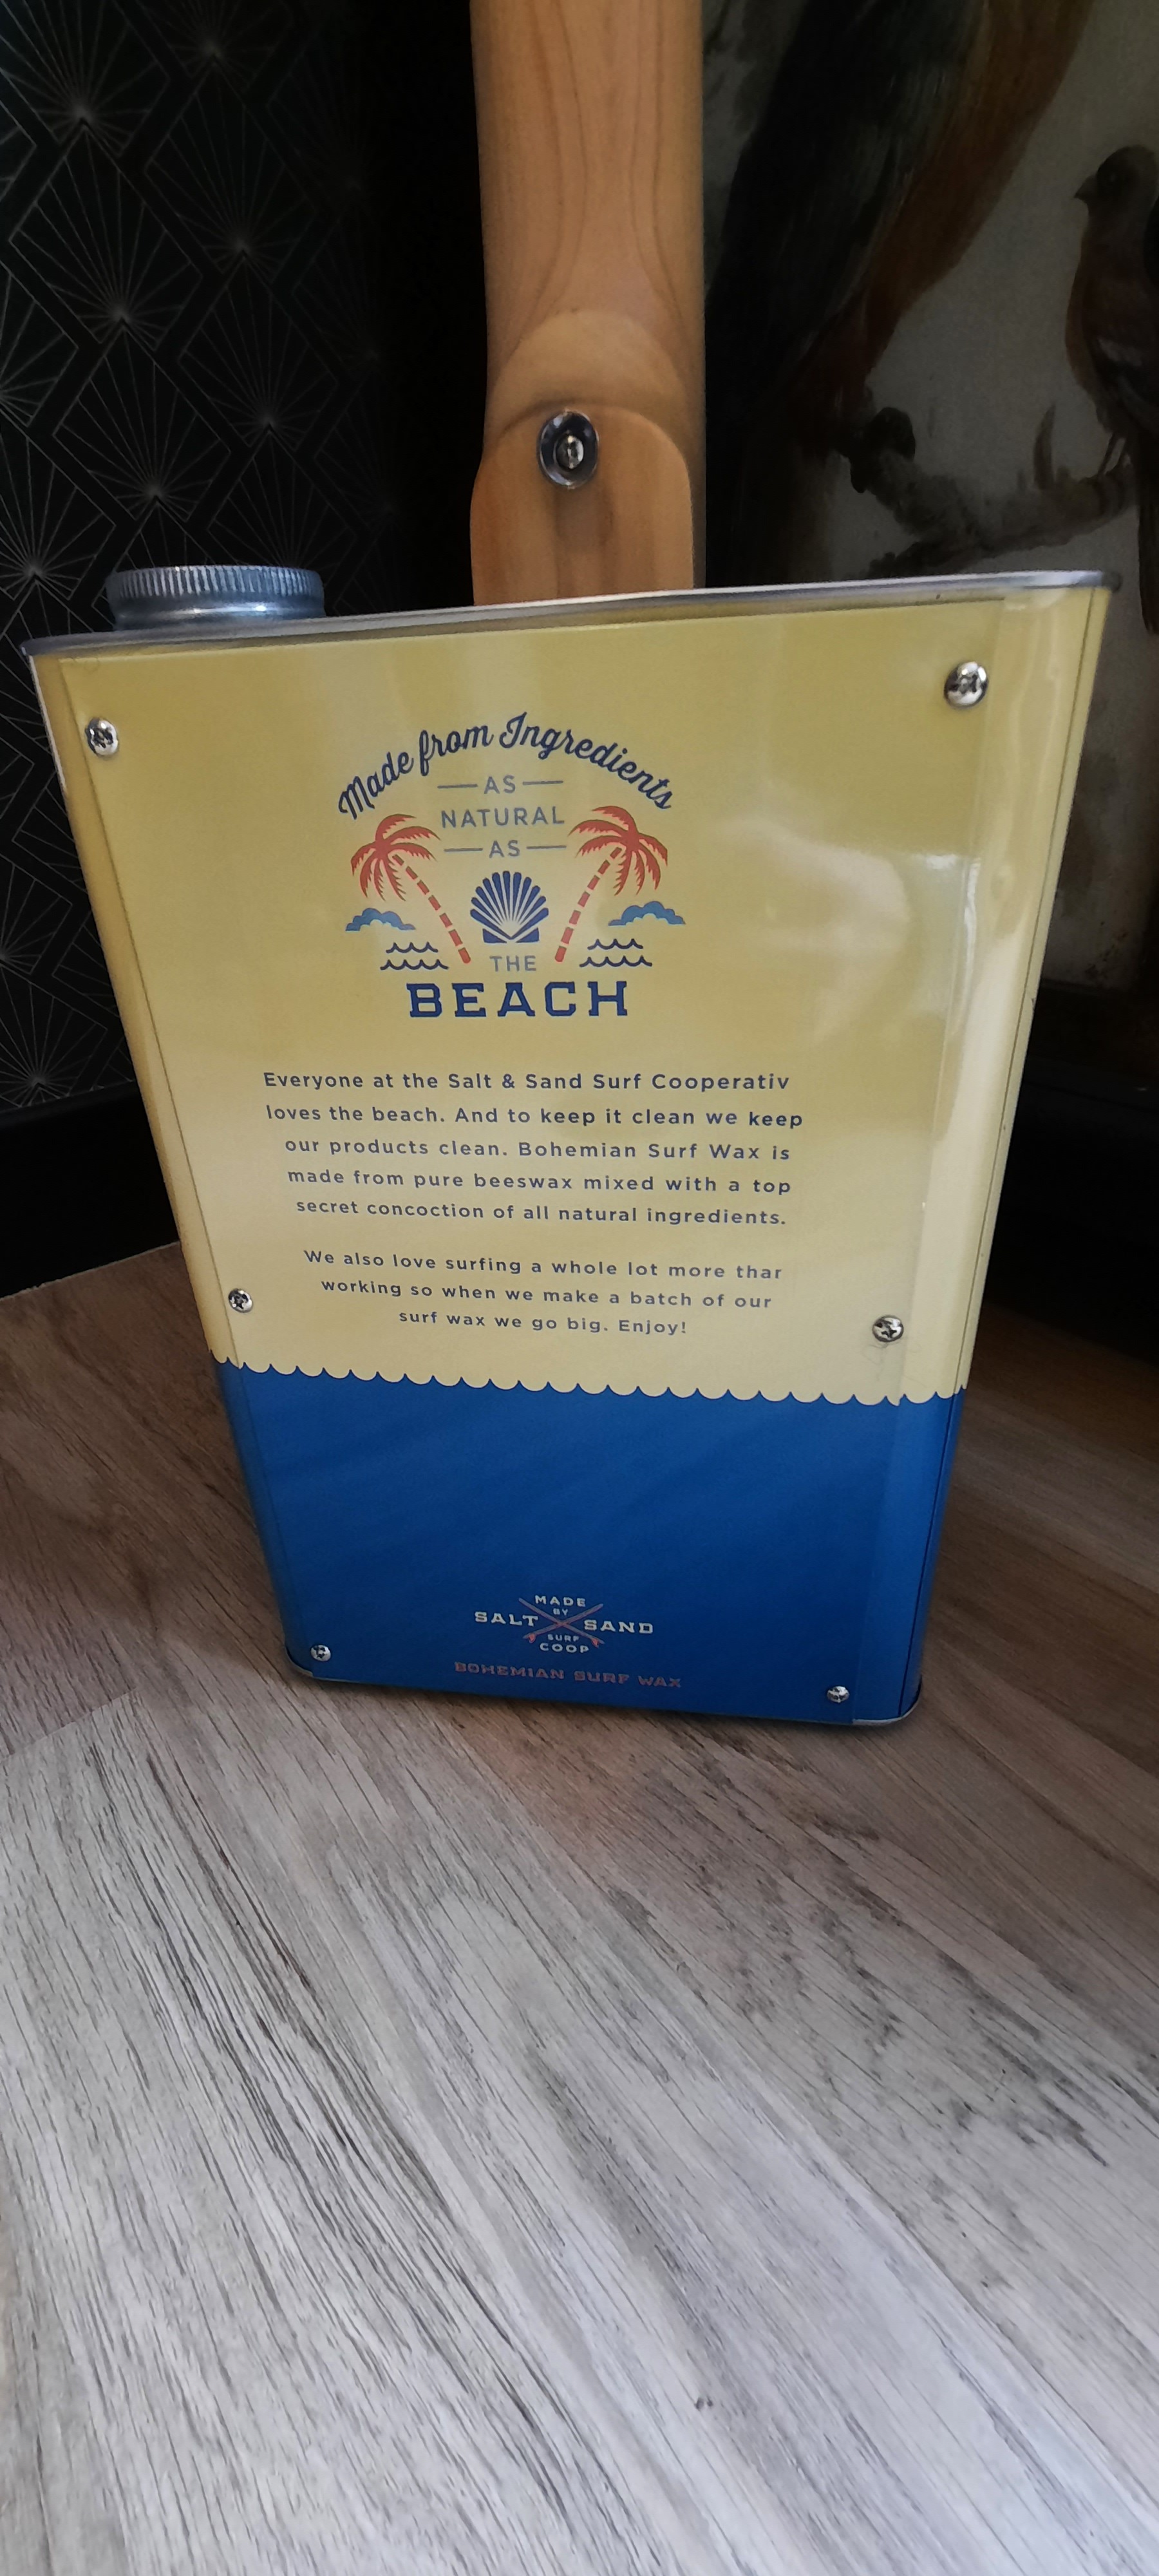 Made from Ingredients
AS
NATURAL
AS
THE
BEACH
Everyone at the Salt & Sand Surf Cooperativ
loves the beach. And to keep it clean we keep
our products clean. Bohemian Surf Wax is
made from pure beeswax mixed with a top
secret concoction of all natural ingredients.
We also love surfing a whole lot more thar
working so when we make a batch of our
surf wax we go big. Enjoy!
MADE
BY
SALT SAND
SURF
COOP
BOHEMIAN SURF WAX